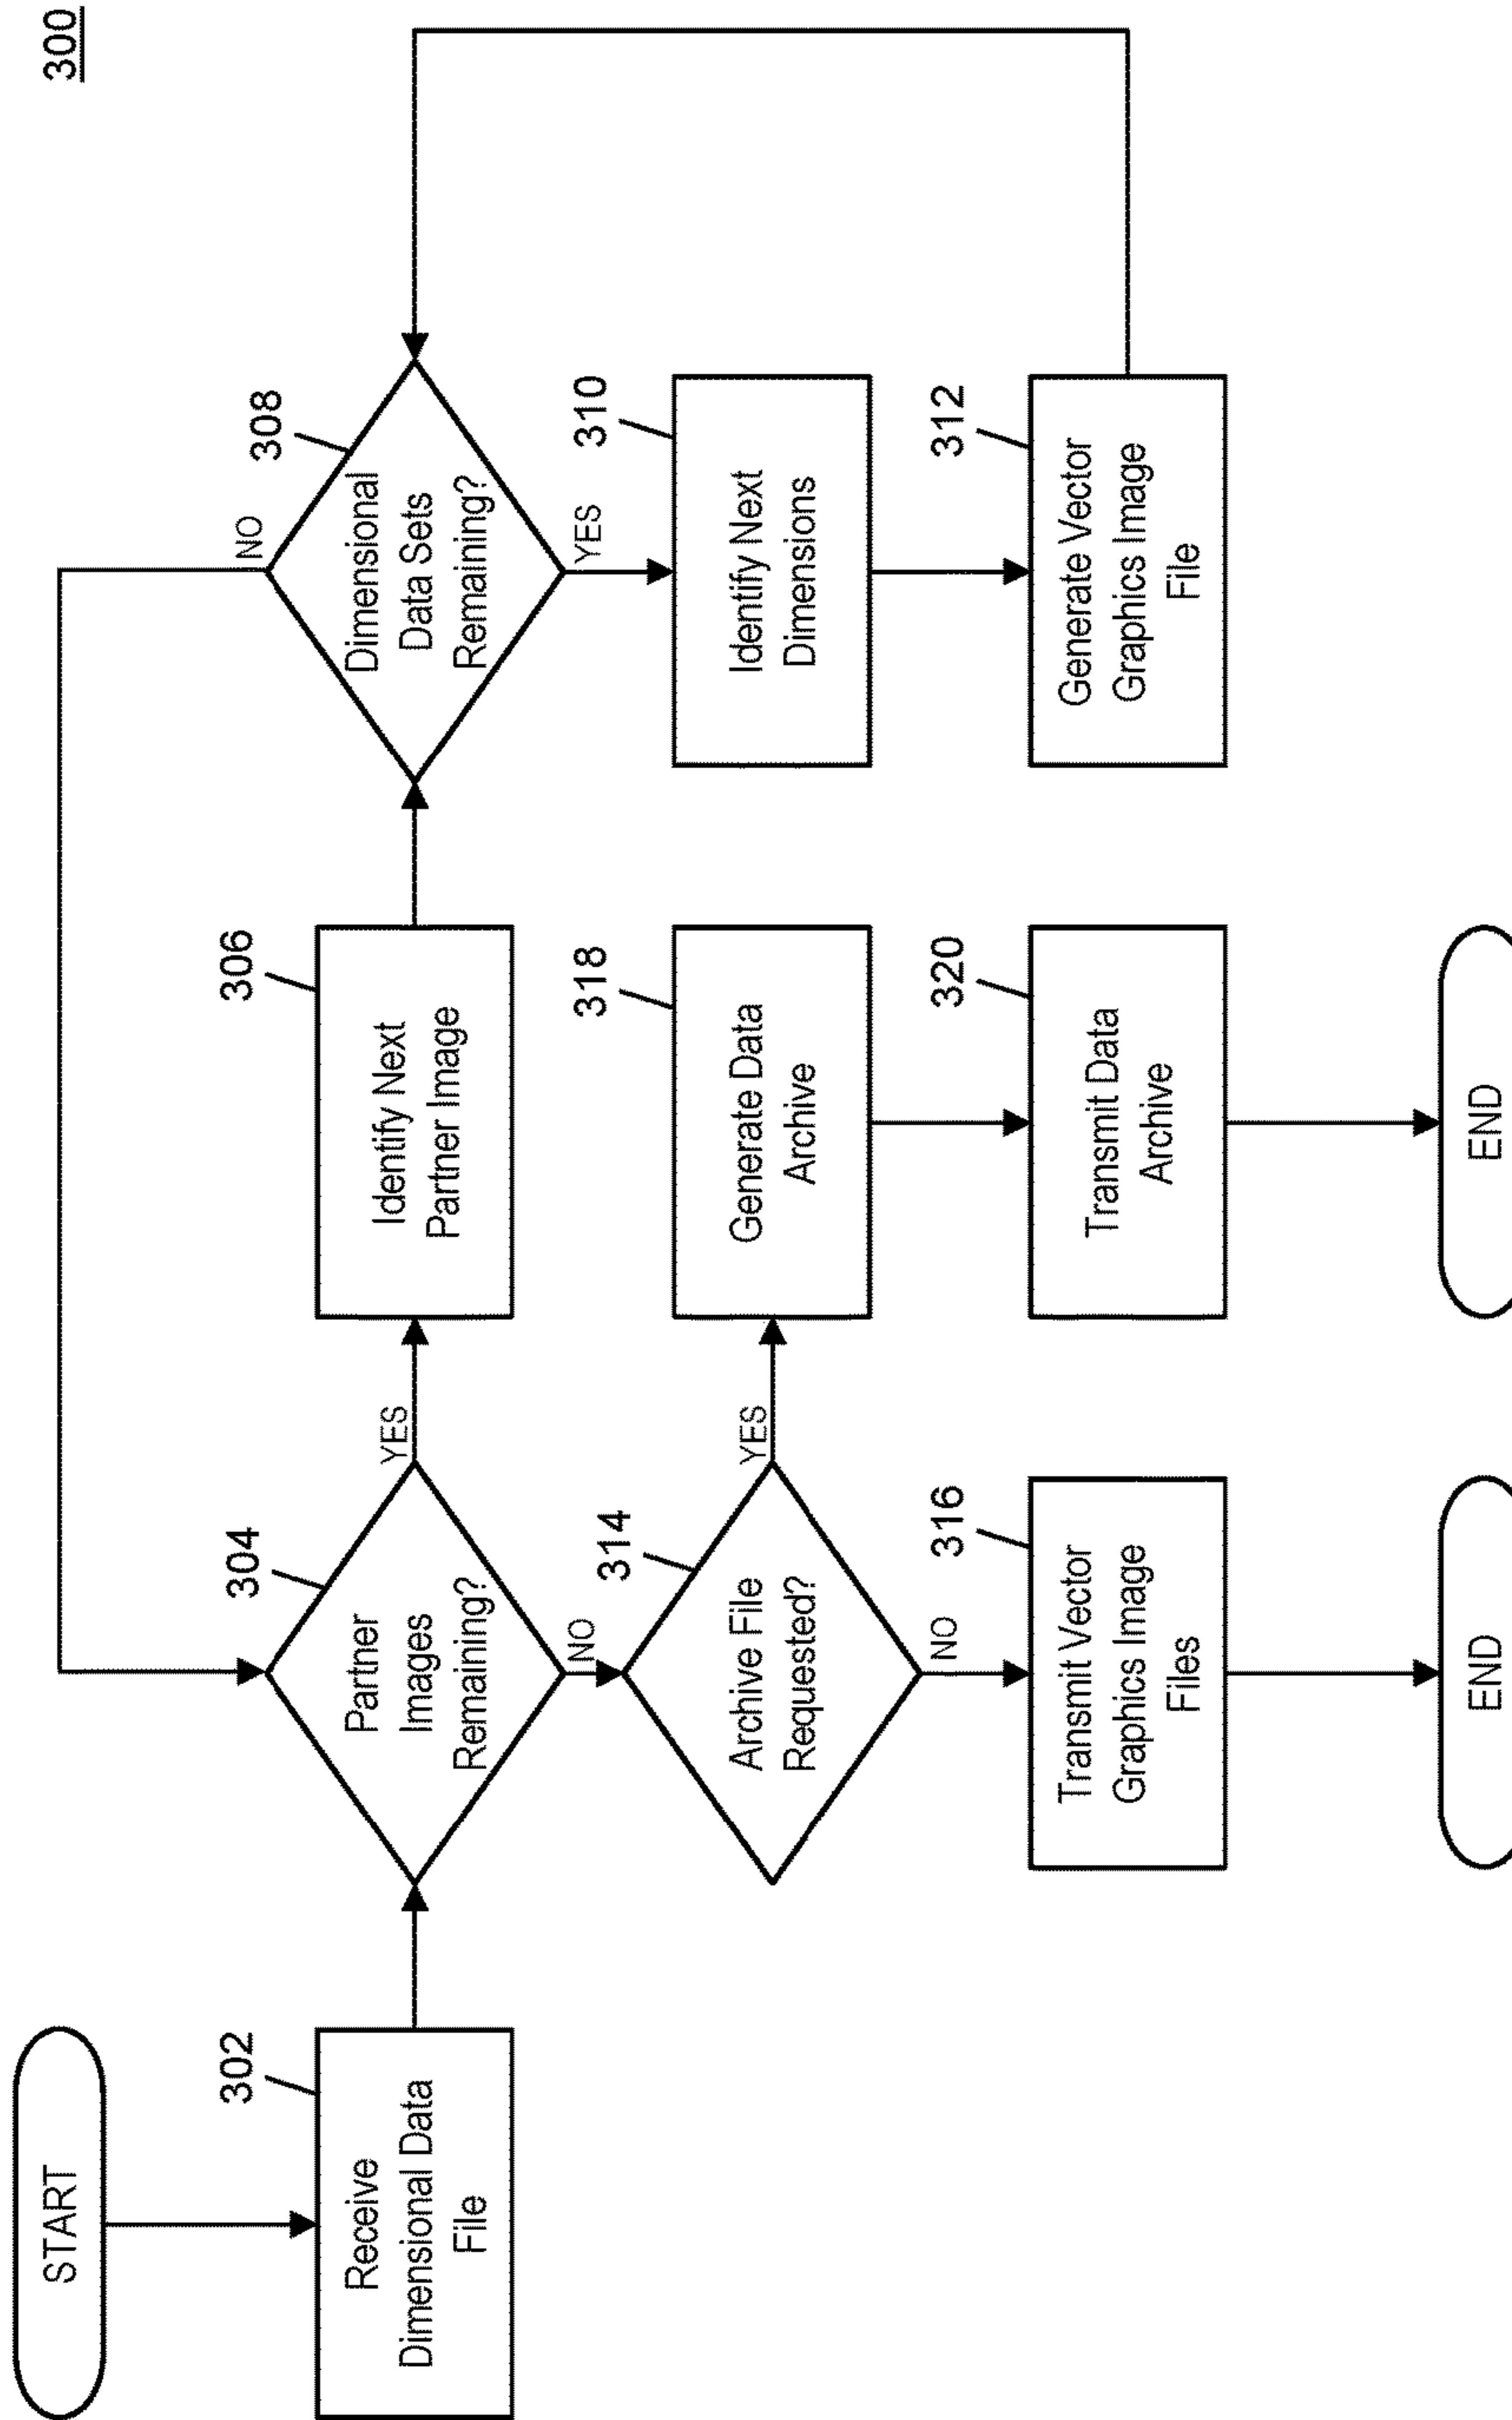 300
START
302
Receive
Dimensional Data
File
304
Partner
Images
Remaining?
YES
NO
306
Identify Next
Partner Image
308
Dimensional
Data Sets
Remaining?
NO
YES
310
Identify Next
Dimensions
312
Generate Vector
Graphics Image
File
314
Archive File
Requested?
YES
NO
316
Transmit Vector
Graphics Image
Files
END
318
Generate Data
Archive
320
Transmit Data
Archive
END